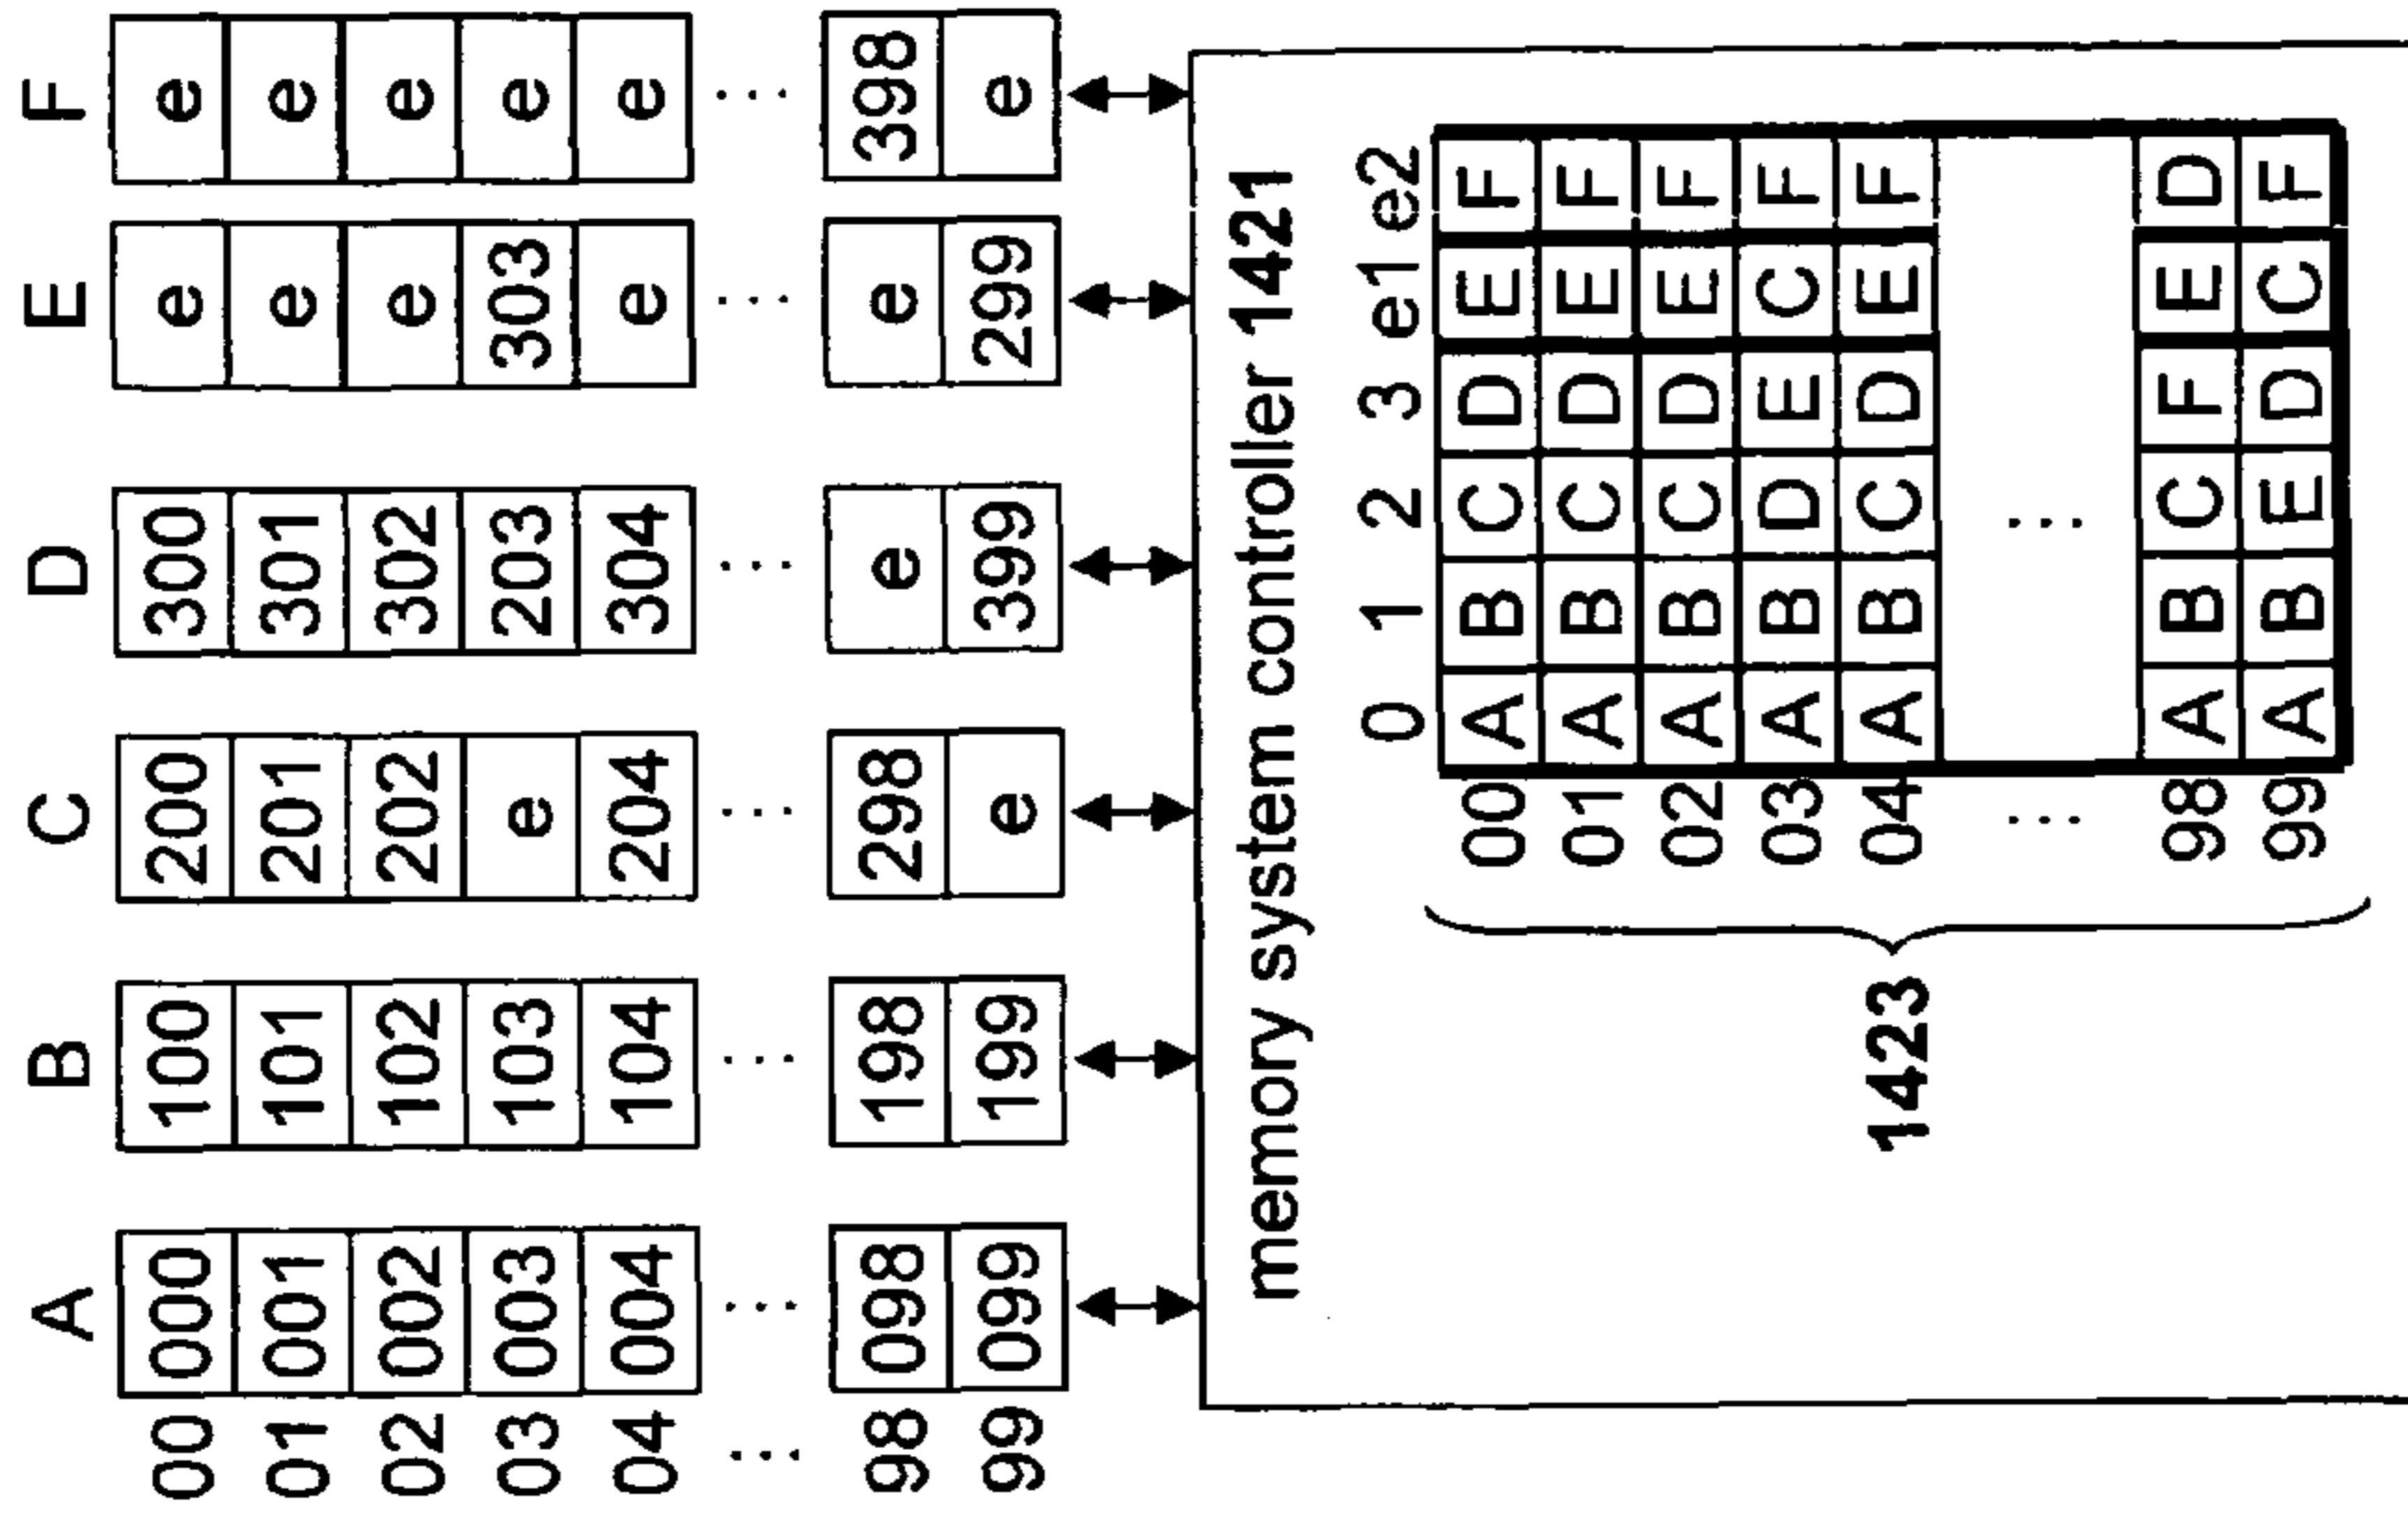 A B C D E F
00 000 100 200 300 e e
01 001 101 201 301 e e
02 002 102 202 302 e e
03 003 103 e 203 303 e
04 004 104 204 304 e e
⋮ ⋮ ⋮ ⋮ ⋮ ⋮ ⋮
98 098 198 298 e e 398
99 099 199 e 399 299 e
memory system controller 1421
0 1 2 3 e1 e2
00 A B C D E F
01 A B C D E F
02 A B C D E F
03 A B D E C F
1423 04 A B C D E F
⋮ ⋮
98 A B C F E D
99 A B E D C F